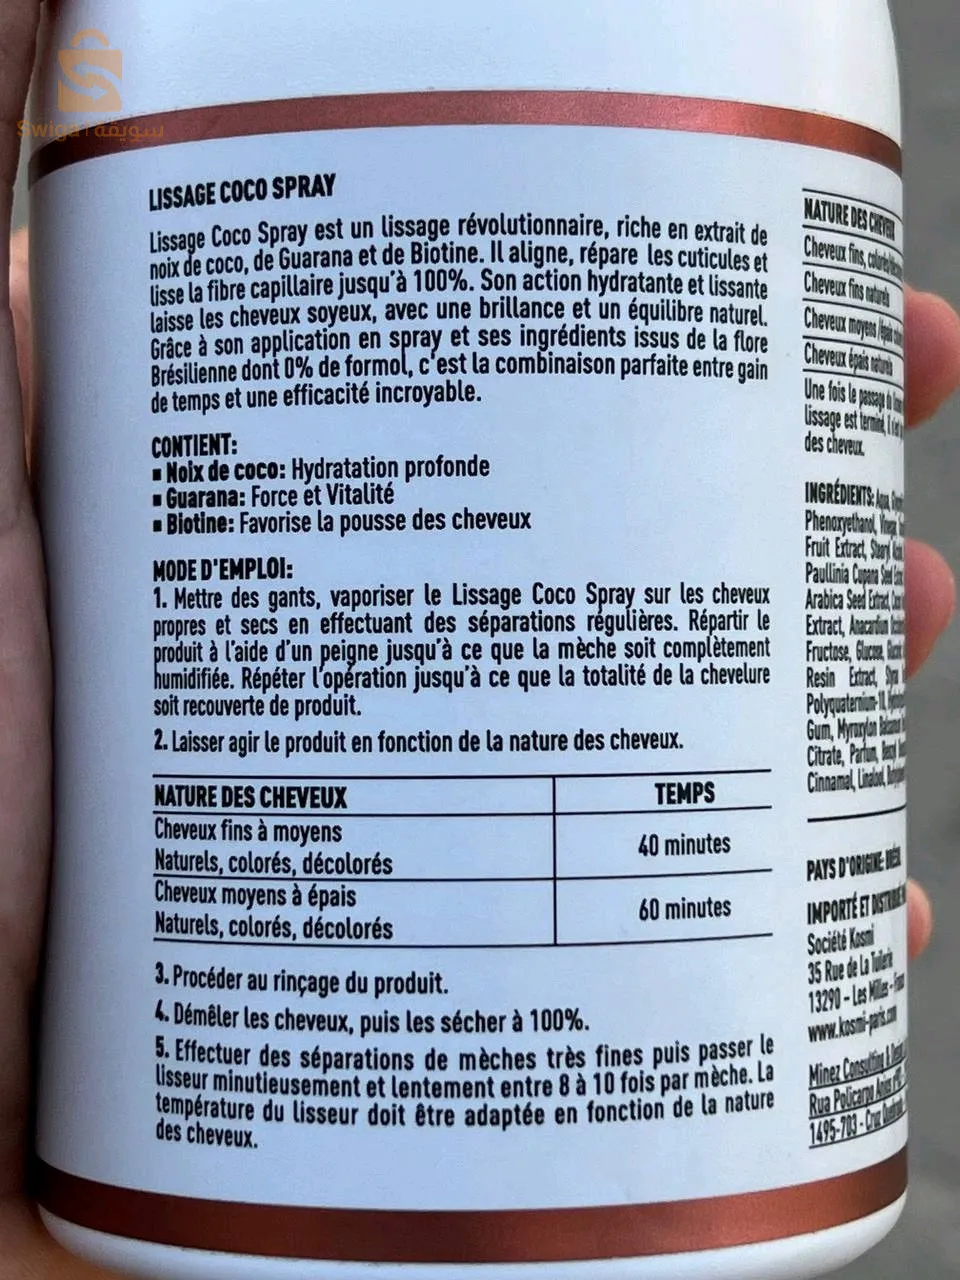 Swiqa سويقة
LISSAGE COCO SPRAY
Lissage Coco Spray est un lissage révolutionnaire, riche en extrait de
noix de coco, de Guarana et de Biotine. Il aligne, répare les cuticules et
lisse la fibre capillaire jusqu'à 100%. Son action hydratante et lissante
laisse les cheveux soyeux, avec une brillance et un équilibre naturel.
Grâce à son application en spray et ses ingrédients issus de la flore
Brésilienne dont 0% de formol, c'est la combinaison parfaite entre gain
de temps et une efficacité incroyable.
CONTIENT:
▪ Noix de coco: Hydratation profonde
▪ Guarana: Force et Vitalité
▪ Biotine: Favorise la pousse des cheveux
MODE D'EMPLOI:
1. Mettre des gants, vaporiser le Lissage Coco Spray sur les cheveux
propres et secs en effectuant des séparations régulières. Répartir le
produit à l'aide d'un peigne jusqu'à ce que la mèche soit complètement
humidifiée. Répéter l'opération jusqu'à ce que la totalité de la chevelure
soit recouverte de produit.
2. Laisser agir le produit en fonction de la nature des cheveux.
NATURE DES CHEVEUX TEMPS
Cheveux fins à moyens
Naturels, colorés, décolorés
40 minutes
Cheveux moyens à épais
Naturels, colorés, décolorés
60 minutes
3. Procéder au rinçage du produit.
4. Démêler les cheveux, puis les sécher à 100%.
5. Effectuer des séparations de mèches très fines puis passer le
lisseur minutieusement et lentement entre 8 à 10 fois par mèche. La
température du lisseur doit être adaptée en fonction de la nature
des cheveux.
NATURE DES CHEVEUX
Cheveux fins,
Cheveux fins naturels
Cheveux moyens
Cheveux épais naturels
Une fois le passage du
lissage est terminé, il
des cheveux.
INGRÉDIENTS: Aqua,
Phenoxyethanol,
Fruit Extract,
Paullinia Cupana Seed
Arabica Seed Extract,
Extract, Anacardium
Fructose, Glucose,
Resin Extract,
Polyquaternium-10,
Gum, Myroxylon Balsamum
Citrate, Parfum,
Cinnamal, Linalool,
PAYS D'ORIGINE: BRÉSIL
IMPORTÉ ET DISTRIBUÉ
Société Kosmi
35 Rue de La Tuilerie
13290 - Les Milles -
www.kosmi-paris.com
Minez Consulting &
Rua Policarpo
1495-703 - Cruz